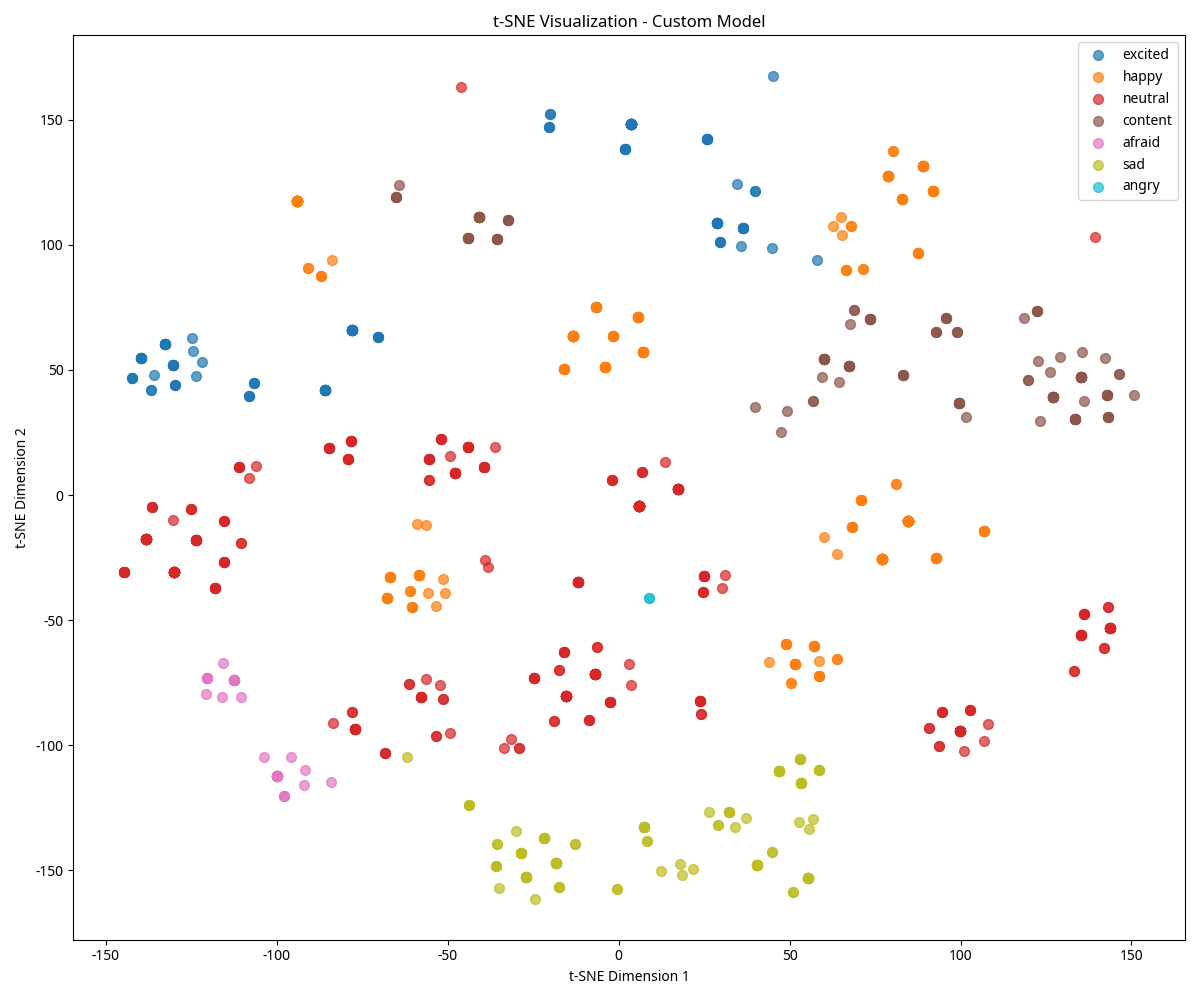 t-SNE Visualization - Custom Model
excited
happy
neutral
content
afraid
sad
angry
150
100
50
0
-50
-100
-150
t-SNE Dimension 2
-150
-100
-50
0
50
100
150
t-SNE Dimension 1